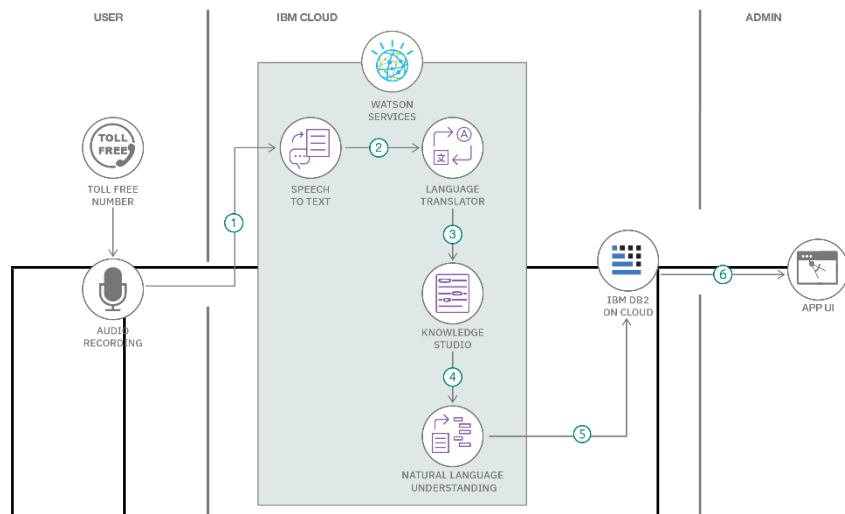 USER
IBM CLOUD
ADMIN
WATSON
SERVICES
TOLL
FREE
TOLL FREE
NUMBER
1
SPEECH
TO TEXT
2
A
文
LANGUAGE
TRANSLATOR
3
AUDIO
RECORDING
KNOWLEDGE
STUDIO
4
NATURAL LANGUAGE
UNDERSTANDING
5
IBM DB2
ON CLOUD
6
APP UI